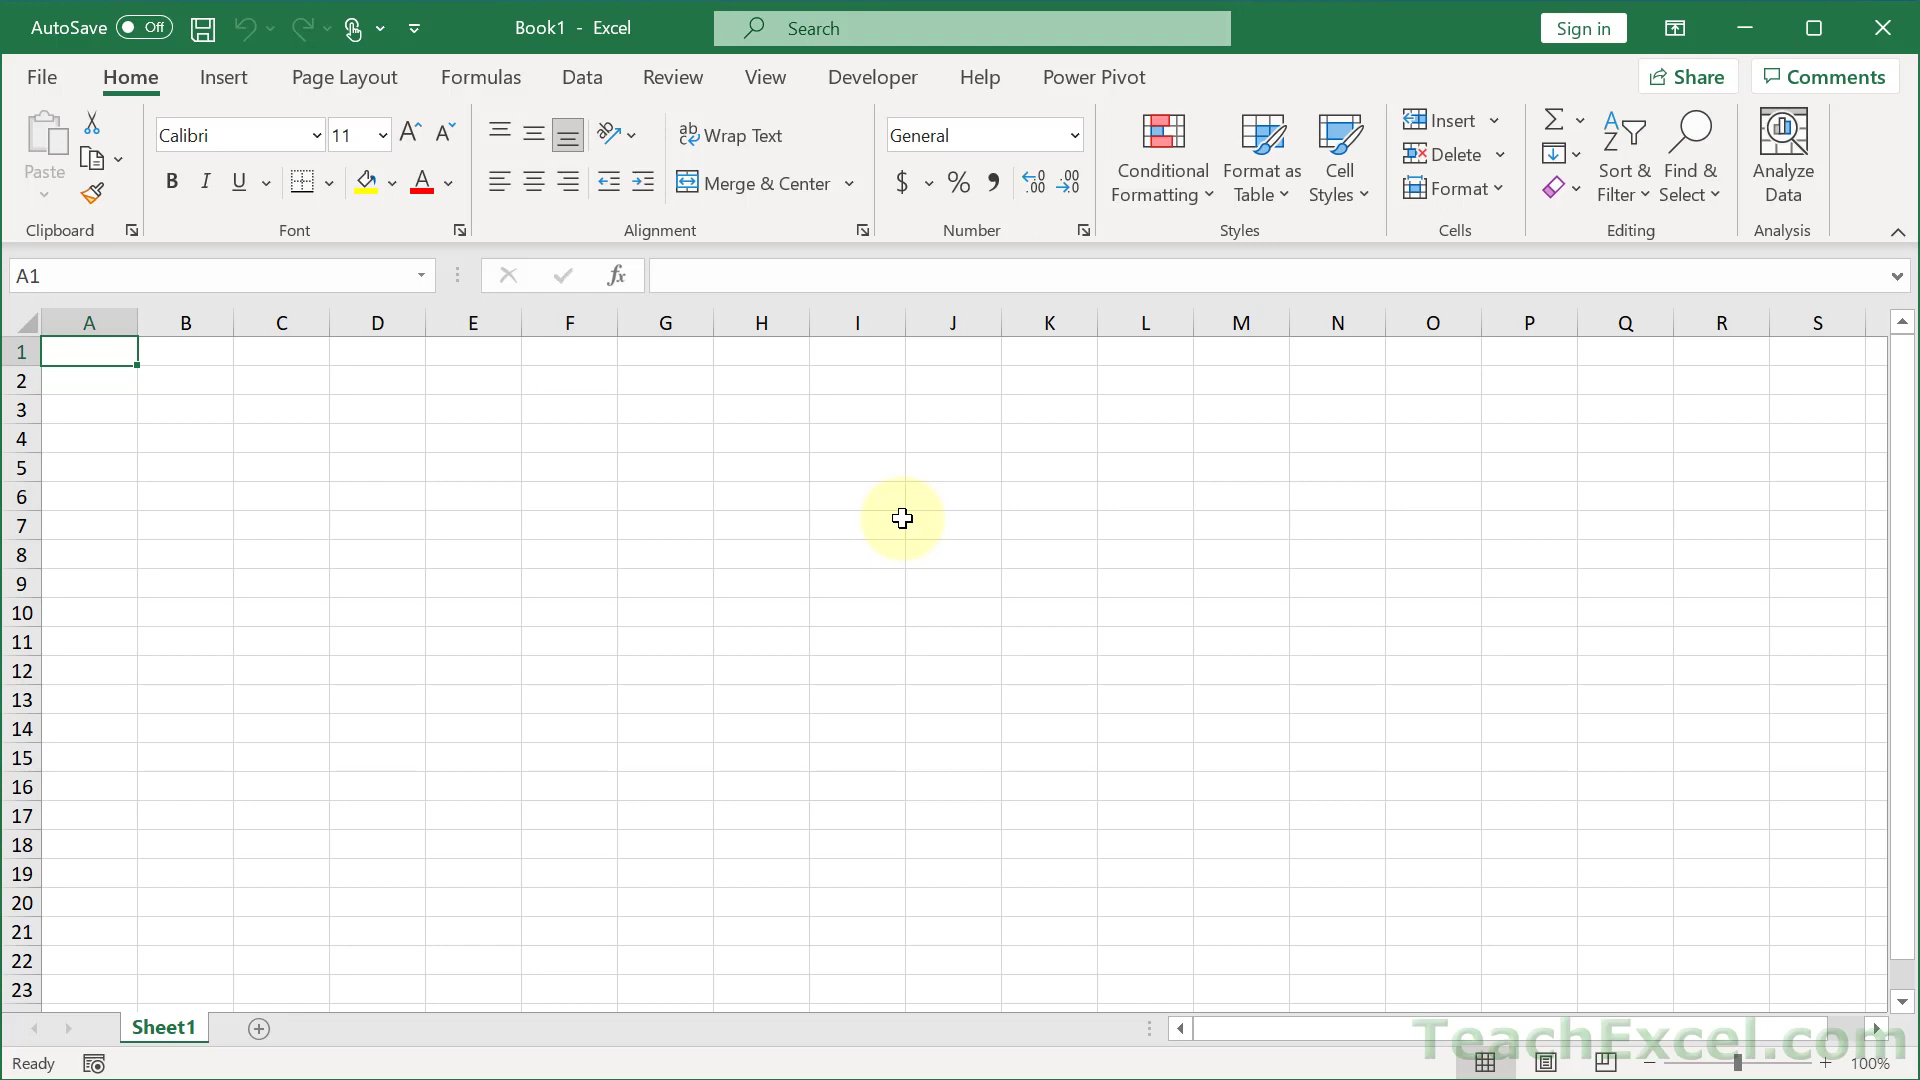 AutoSave Off Book1 - Excel Search Sign in
File Home Insert Page Layout Formulas Data Review View Developer Help Power Pivot Share Comments
Paste
Calibri 11
ab Wrap Text
Merge & Center
General
$ % 9 .00 .00
Conditional Formatting
Format as Table
Cell Styles
Insert
Delete
Format
Sort & Filter
Find & Select
Analyze Data
B I U A
Clipboard Font Alignment Number Styles Cells Editing Analysis
A1 fx
A B C D E F G H I J K L M N O P Q R S
1
2
3
4
5
6
7
8
9
10
11
12
13
14
15
16
17
18
19
20
21
22
23
Sheet1
TeachExcel.com
Ready 100%